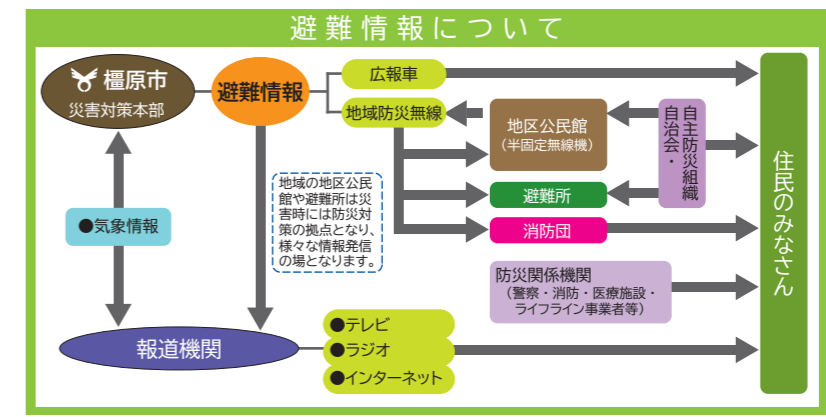 避難情報について
橿原市
災害対策本部
避難情報
広報車
地域防災無線
地区公民館
（半固定無線機）
自主防災組織
自治会・
避難所
消防団
住民のみなさん
地域の地区公民
館や避難所は災
害時には防災対
策の拠点となり、
様々な情報発信
の場となります。
●気象情報
防災関係機関
（警察・消防・医療施設・
ライフライン事業者等）
報道機関
●テレビ
●ラジオ
●インターネット